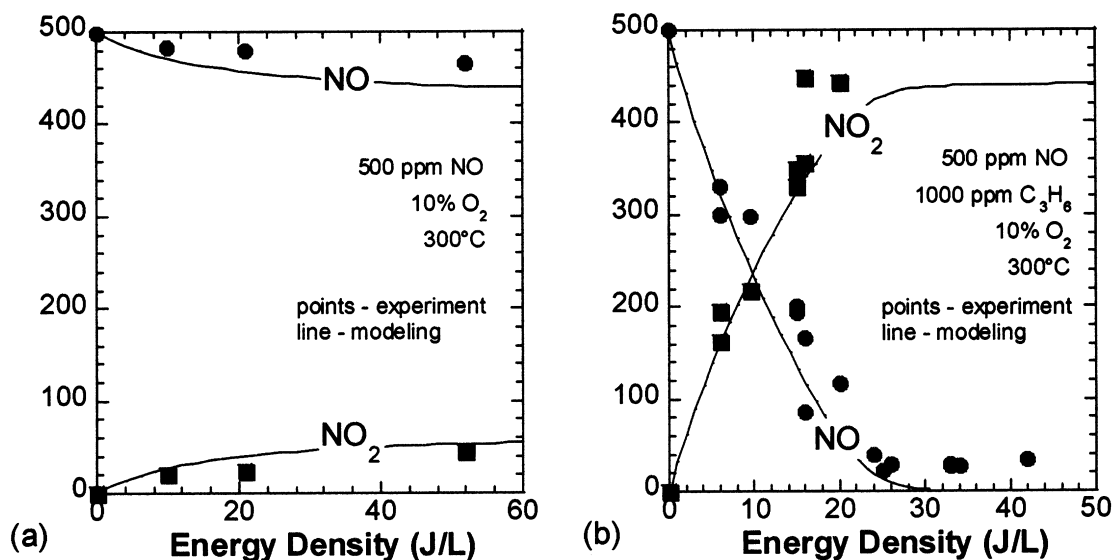 500
400
300
200
100
0
NO
500 ppm NO
10% O₂
300°C
points - experiment
line - modeling
NO₂
0
20
40
60
(a)
Energy Density (J/L)
500
400
300
200
100
0
NO₂
500 ppm NO
1000 ppm C₃H₆
10% O₂
300°C
points - experiment
line - modeling
NO
0
10
20
30
40
50
(b)
Energy Density (J/L)